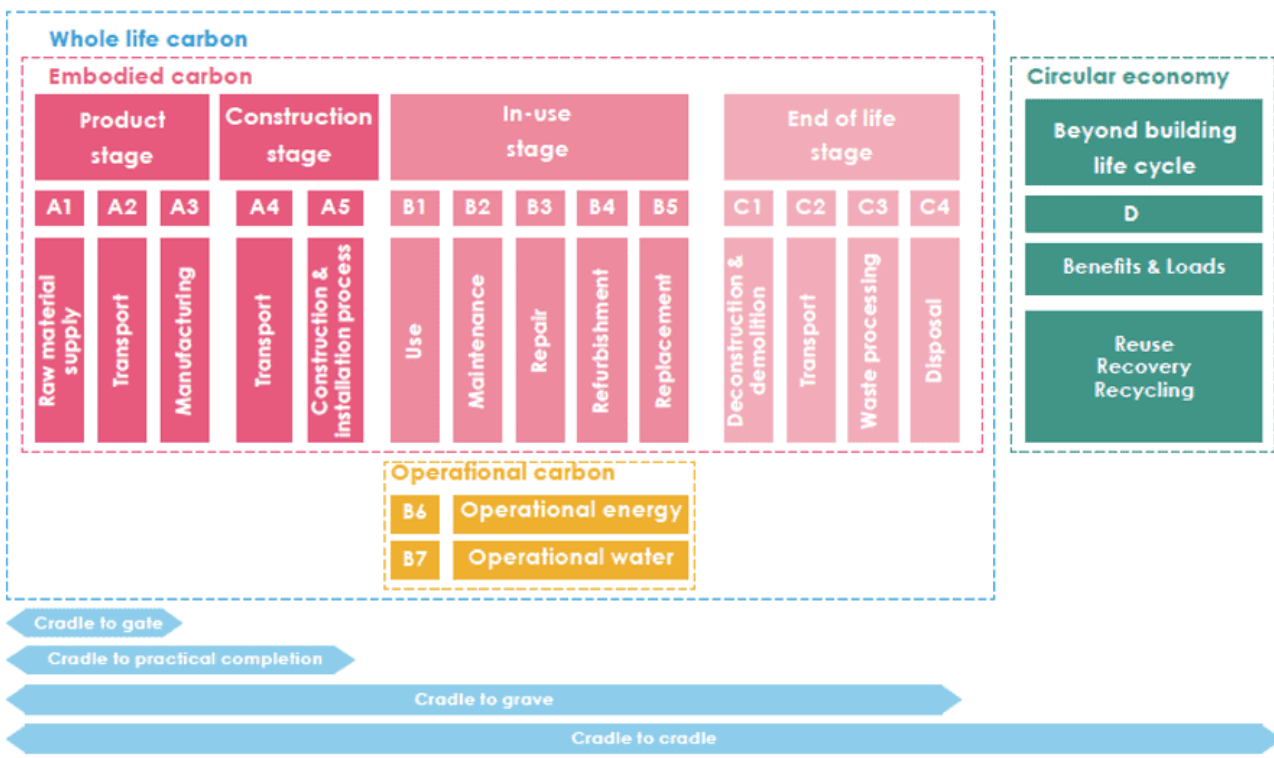 Whole life carbon
Embodied carbon
Circular economy
Product
stage
Construction
stage
In-use
stage
End of life
stage
Beyond building
life cycle
A1
A2
A3
A4
A5
B1
B2
B3
B4
B5
C1
C2
C3
C4
D
Raw material
supply
Transport
Manufacturing
Transport
Construction &
installation process
Use
Maintenance
Repair
Refurbishment
Replacement
Deconstruction &
demolition
Transport
Waste processing
Disposal
Benefits & Loads
Reuse
Recovery
Recycling
Operational carbon
B6
Operational energy
B7
Operational water
Cradle to gate
Cradle to practical completion
Cradle to grave
Cradle to cradle